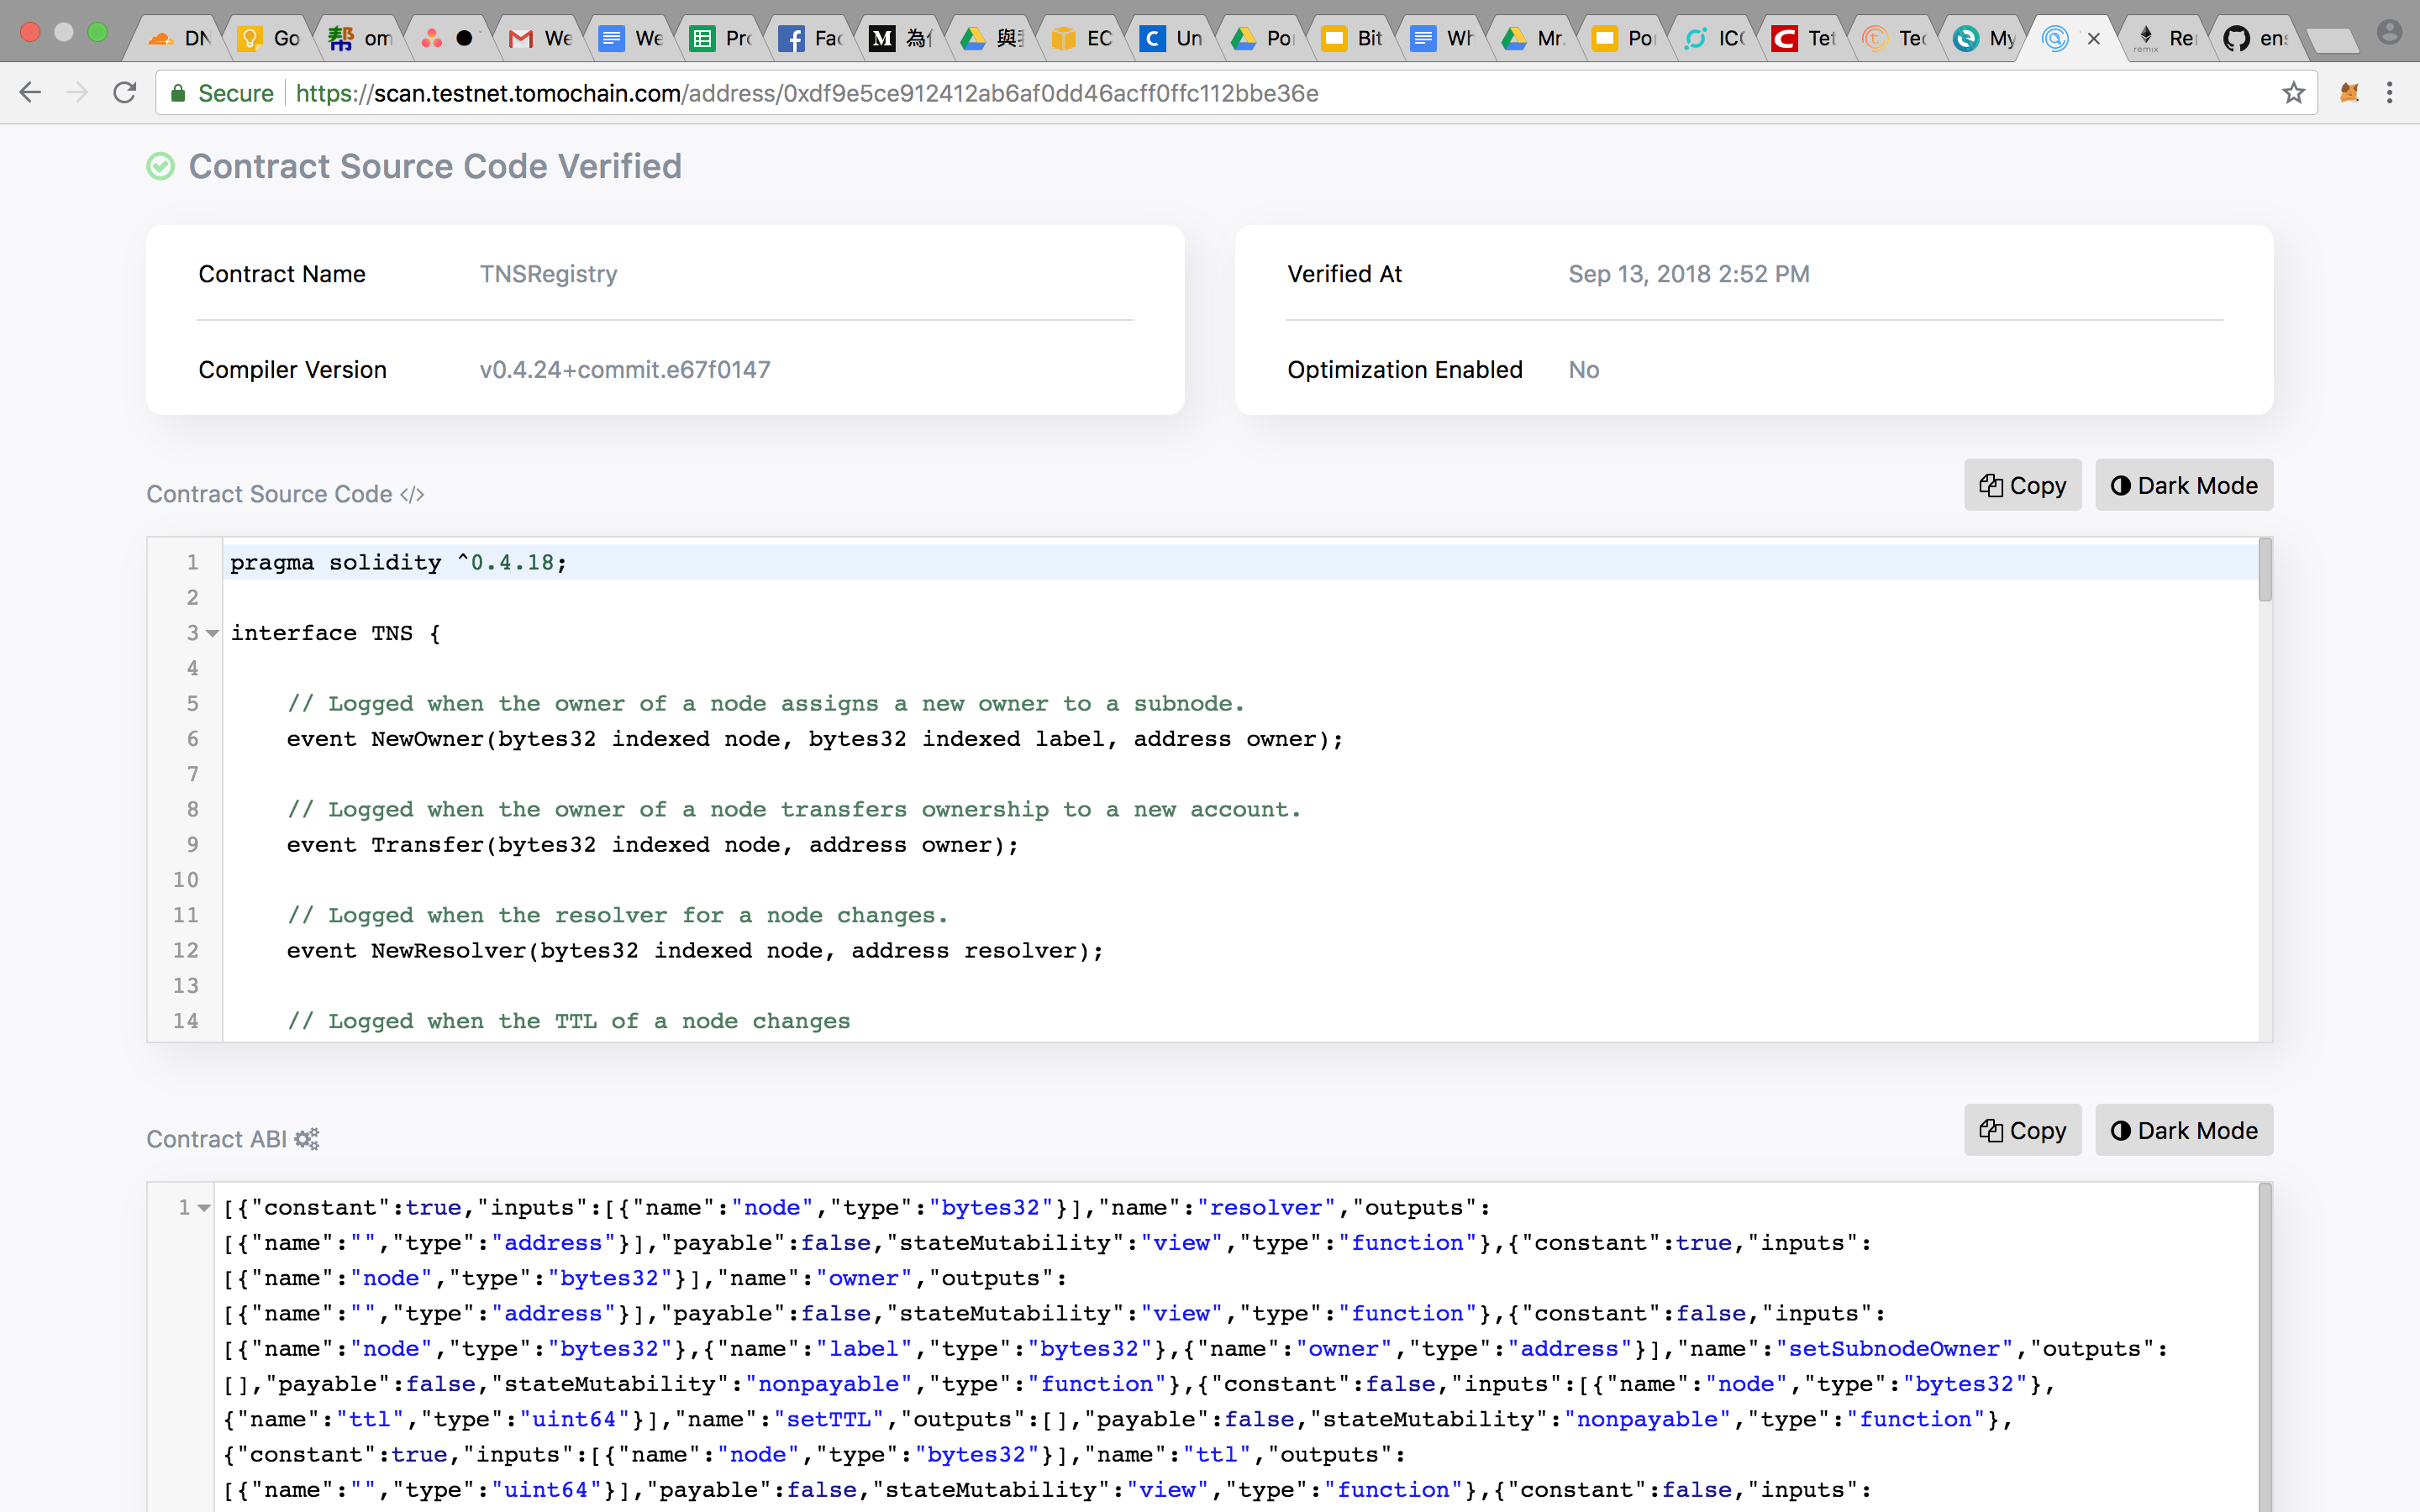 DN Go om We We Pro Fac 為 與 EC Un Po Bit Wh Mr. Po ICO Tet Tec My Re ens
Secure https://scan.testnet.tomochain.com/address/0xdf9e5ce912412ab6af0dd46acff0ffc112bbe36e
Contract Source Code Verified
Contract Name TNSRegistry
Verified At Sep 13, 2018 2:52 PM
Compiler Version v0.4.24+commit.e67f0147
Optimization Enabled No
Contract Source Code </>
Copy Dark Mode
1 pragma solidity ^0.4.18;
2
3 interface TNS {
4
5 // Logged when the owner of a node assigns a new owner to a subnode.
6 event NewOwner(bytes32 indexed node, bytes32 indexed label, address owner);
7
8 // Logged when the owner of a node transfers ownership to a new account.
9 event Transfer(bytes32 indexed node, address owner);
10
11 // Logged when the resolver for a node changes.
12 event NewResolver(bytes32 indexed node, address resolver);
13
14 // Logged when the TTL of a node changes
Contract ABI
Copy Dark Mode
1 [{"constant":true,"inputs":[{"name":"node","type":"bytes32"}],"name":"resolver","outputs":
[{"name":"","type":"address"}],"payable":false,"stateMutability":"view","type":"function"},{"constant":true,"inputs":
[{"name":"node","type":"bytes32"}],"name":"owner","outputs":
[{"name":"","type":"address"}],"payable":false,"stateMutability":"view","type":"function"},{"constant":false,"inputs":
[{"name":"node","type":"bytes32"},{"name":"label","type":"bytes32"},{"name":"owner","type":"address"}],"name":"setSubnodeOwner","outputs":
[],"payable":false,"stateMutability":"nonpayable","type":"function"},{"constant":false,"inputs":[{"name":"node","type":"bytes32"},
{"name":"ttl","type":"uint64"}],"name":"setTTL","outputs":[],"payable":false,"stateMutability":"nonpayable","type":"function"},
{"constant":true,"inputs":[{"name":"node","type":"bytes32"}],"name":"ttl","outputs":
[{"name":"","type":"uint64"}],"payable":false,"stateMutability":"view","type":"function"},{"constant":false,"inputs":